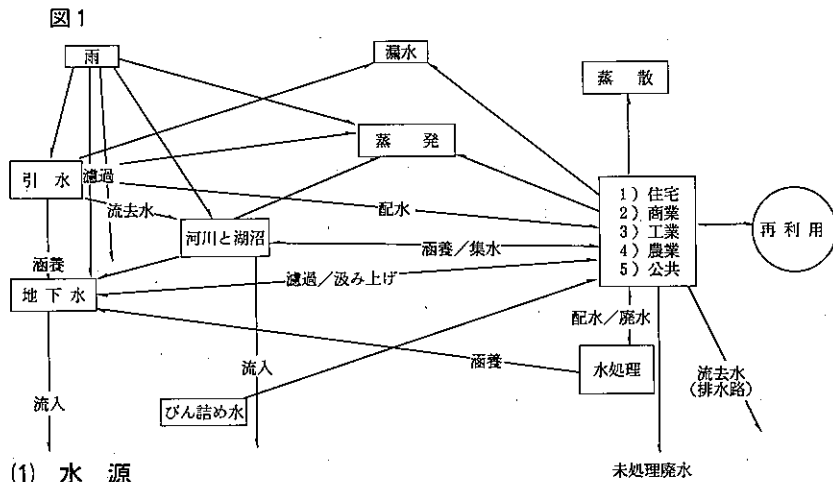 図1
雨
漏水
蒸散
蒸発
引水
濾過
流去水
配水
1）住宅
2）商業
3）工業
4）農業
5）公共
再利用
河川と湖沼
涵養／集水
涵養
地下水
濾過／汲み上げ
配水／廃水
流入
涵養
水処理
流去水
（排水路）
流入
びん詰め水
未処理廃水
(1) 水源